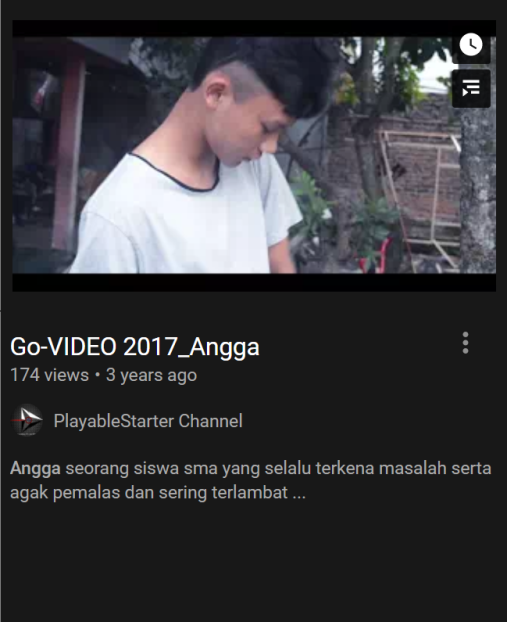 Go-VIDEO 2017_Angga
174 views • 3 years ago
PlayableStarter Channel
Angga seorang siswa sma yang selalu terkena masalah serta
agak pemalas dan sering terlambat ...